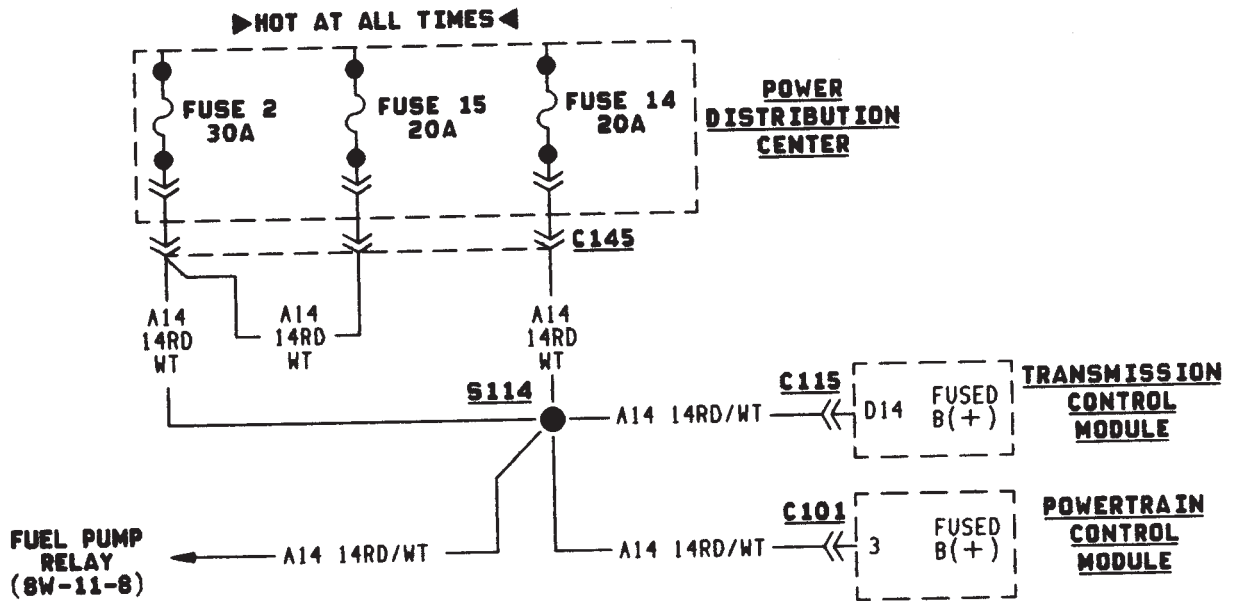 ▶HOT AT ALL TIMES◀
FUSE 2
30A
FUSE 15
20A
FUSE 14
20A
POWER
DISTRIBUTION
CENTER
C145
A14
14RD
WT
A14
14RD
WT
A14
14RD
WT
S114
A14 14RD/WT
C115
D14
FUSED
B(+)
TRANSMISSION
CONTROL
MODULE
FUEL PUMP
RELAY
(8W-11-8)
A14 14RD/WT
A14 14RD/WT
C101
3
FUSED
B(+)
POWERTRAIN
CONTROL
MODULE